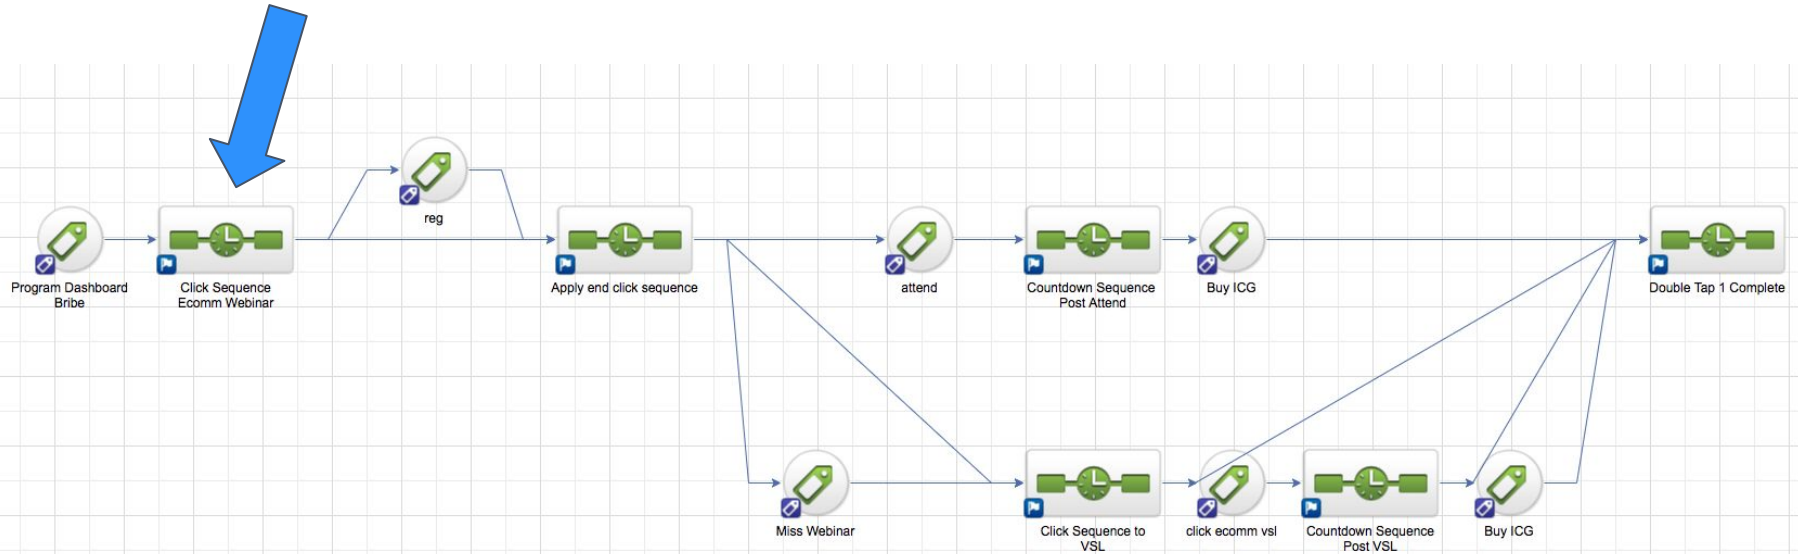 reg
Program Dashboard
Bribe
Click Sequence
Ecomm Webinar
Apply end click sequence
attend
Countdown Sequence
Post Attend
Buy ICG
Double Tap 1 Complete
Miss Webinar
Click Sequence to
VSL
click ecomm vsl
Countdown Sequence
Post VSL
Buy ICG